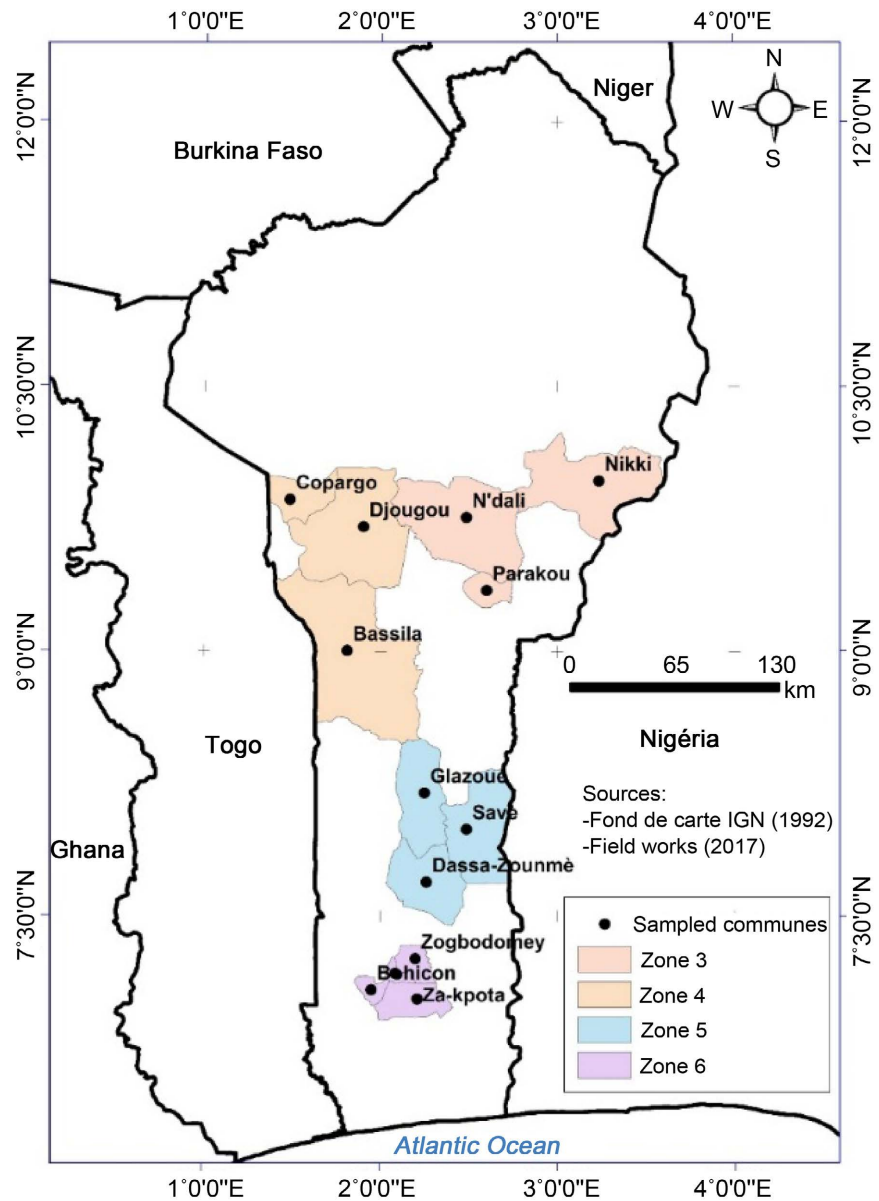 1°0'0"E 2°0'0"E 3°0'0"E 4°0'0"E
12°0'0"N
12°0'0"N
N
W E
S
Niger
Burkina Faso
10°30'0"N
10°30'0"N
Nikki
Copargo
N'dali
Djougou
Parakou
Bassila
9°0'0"N
9°0'0"N
0 65 130
km
Togo
Nigéria
Glazoué
Savè
Sources:
-Fond de carte IGN (1992)
-Field works (2017)
Ghana
Dassa-Zounmè
7°30'0"N
7°30'0"N
Sampled communes
Zone 3
Zone 4
Zone 5
Zone 6
Zogbodomey
Bohicon
Za-kpota
Atlantic Ocean
1°0'0"E 2°0'0"E 3°0'0"E 4°0'0"E